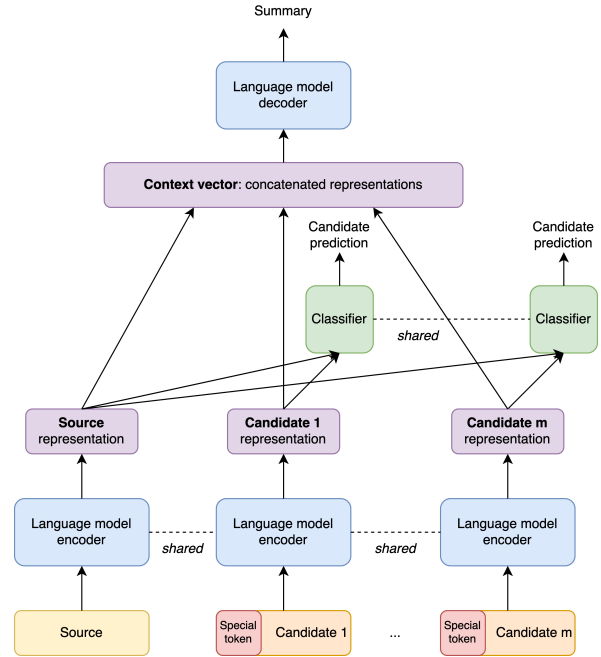 Summary
Language model
decoder
Context vector: concatenated representations
Candidate
prediction
Candidate
prediction
Classifier
shared
Classifier
Source
representation
Candidate 1
representation
Candidate m
representation
Language model
encoder
shared
Language model
encoder
shared
Language model
encoder
Source
Special
token
Candidate 1
...
Special
token
Candidate m